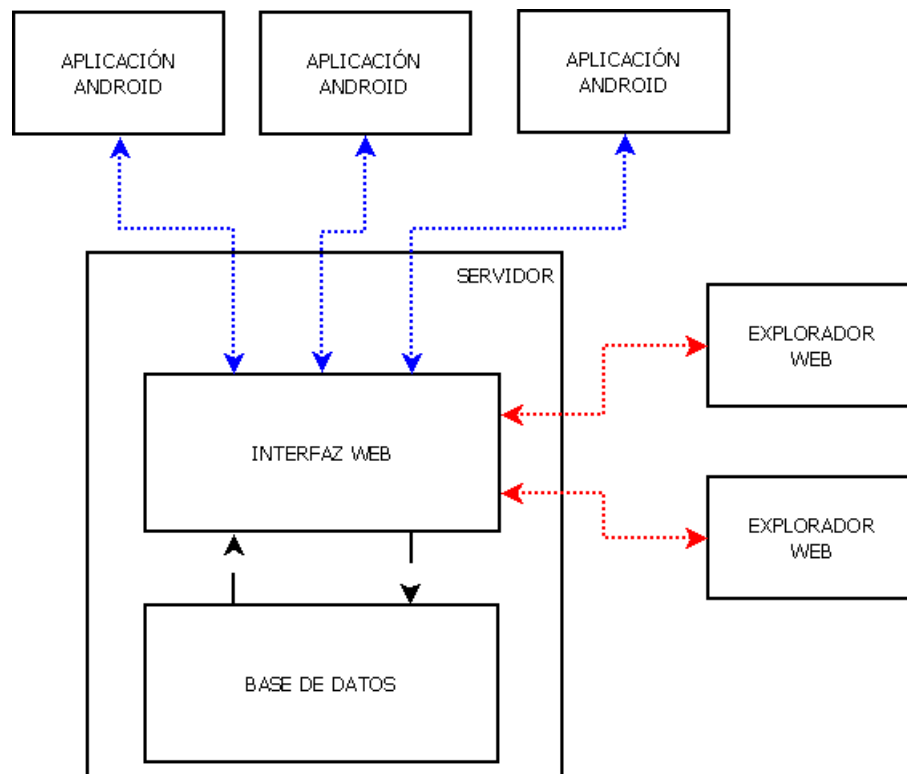 APLICACIÓN
ANDROID
APLICACIÓN
ANDROID
APLICACIÓN
ANDROID
SERVIDOR
EXPLORADOR
WEB
INTERFAZ WEB
EXPLORADOR
WEB
BASE DE DATOS